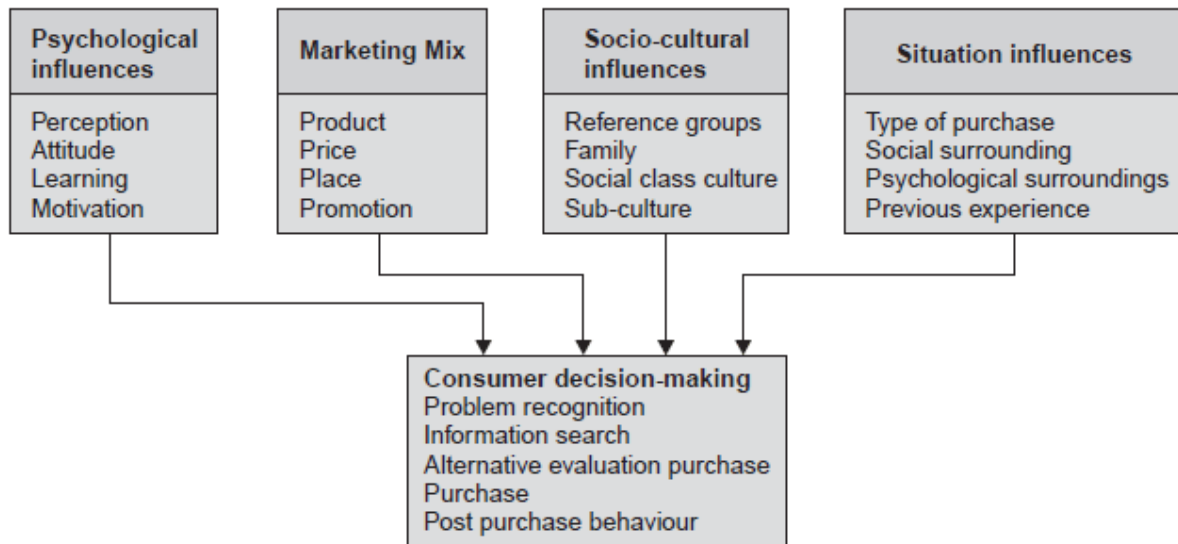 Psychological
influences
Perception
Attitude
Learning
Motivation
Marketing Mix
Product
Price
Place
Promotion
Socio-cultural
influences
Reference groups
Family
Social class culture
Sub-culture
Situation influences
Type of purchase
Social surrounding
Psychological surroundings
Previous experience
Consumer decision-making
Problem recognition
Information search
Alternative evaluation purchase
Purchase
Post purchase behaviour